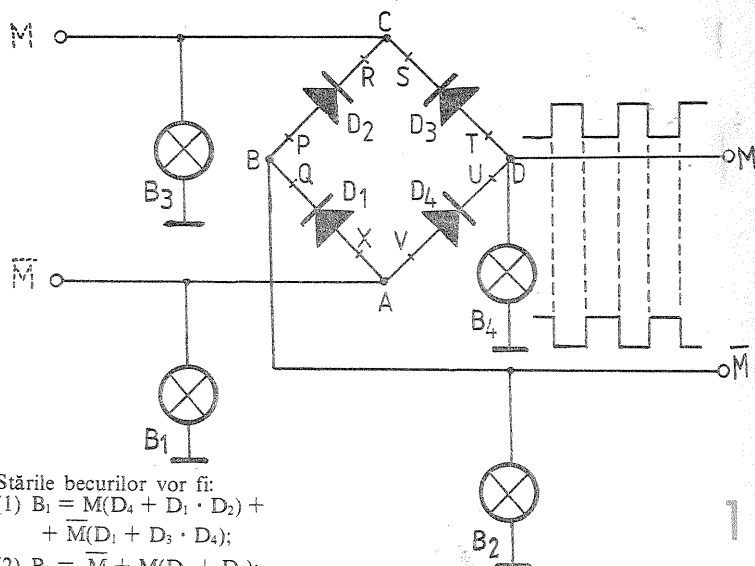 M
C
R
S
D2
D3
P
T
B
D
M
Q
U
D1
D4
B3
X
V
M̅
A
B4
M̅
B1
Stările becurilor vor fi:
(1) B₁ = M(D₄ + D₁ · D₂) +
+ M̅(D₁ + D₃ · D₄);
1
B2